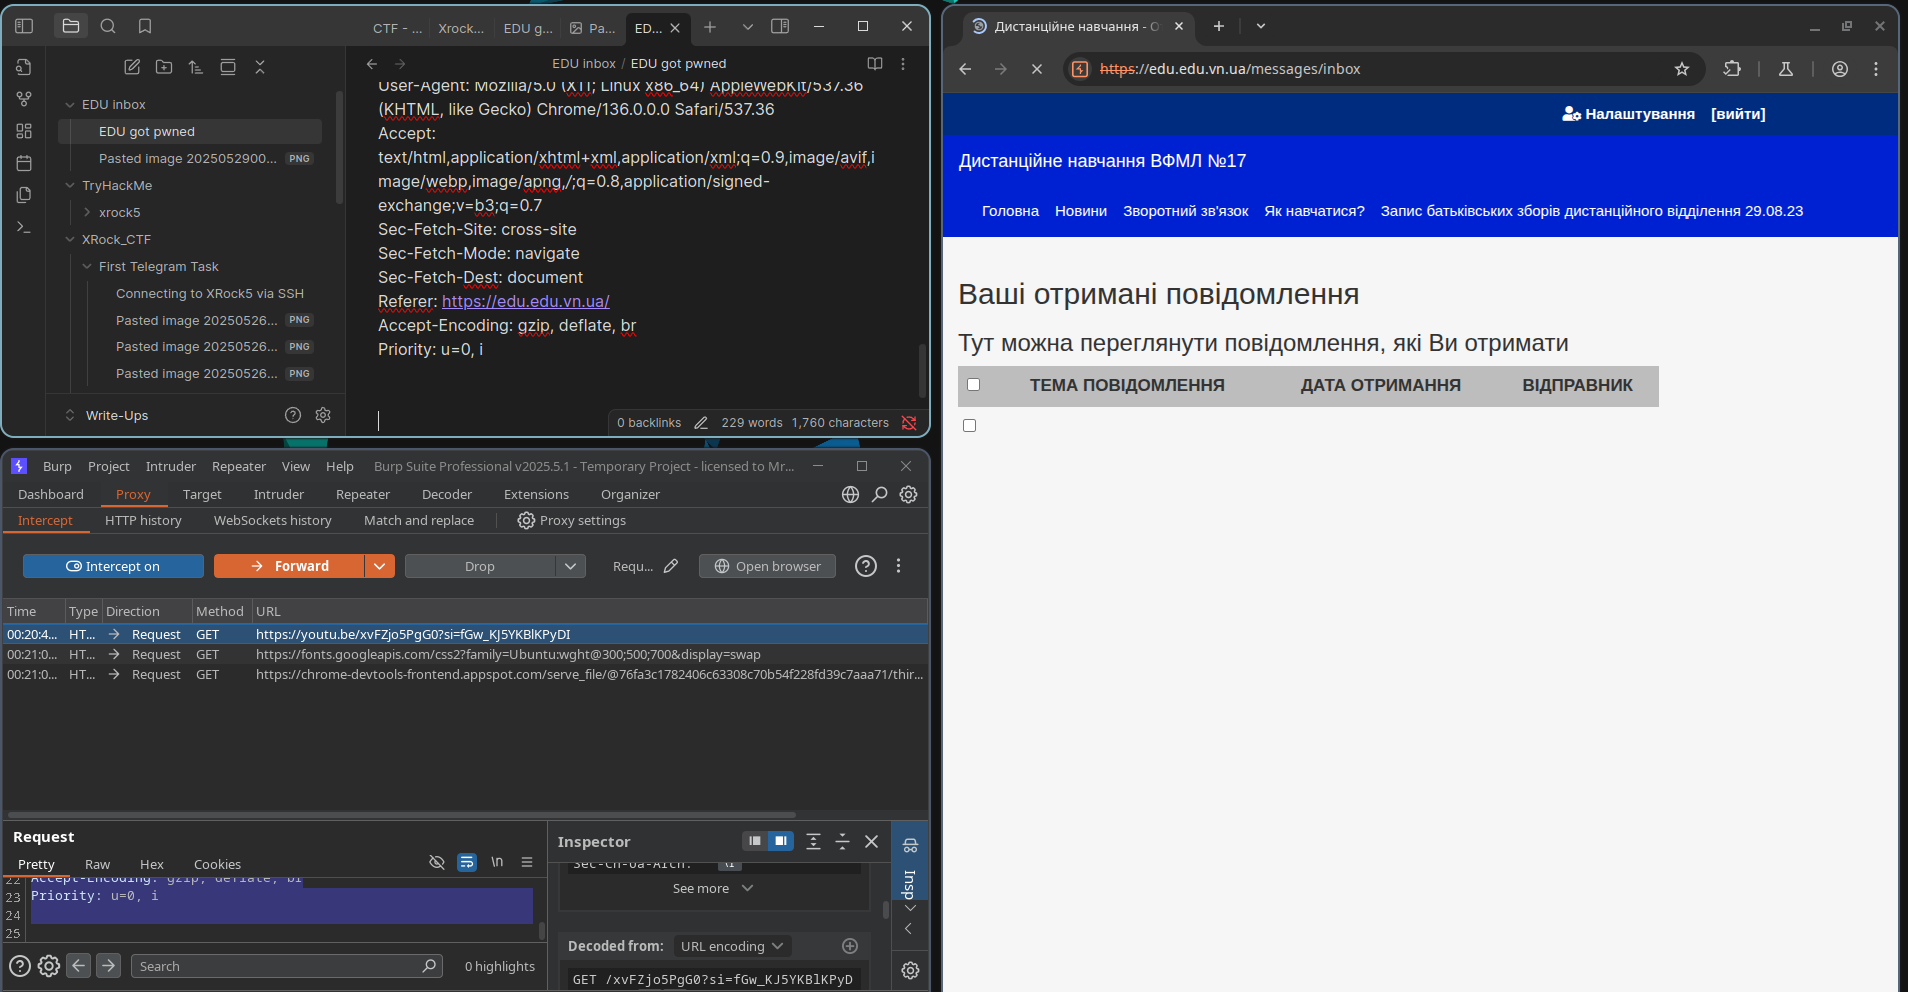 CTF - ...
Xrock...
EDU g...
Pa...
ED...
EDU inbox / EDU got pwned
EDU inbox
EDU got pwned
Pasted image 2025052900... PNG
TryHackMe
xrock5
XRock_CTF
First Telegram Task
Connecting to XRock5 via SSH
Pasted image 20250526... PNG
Pasted image 20250526... PNG
Pasted image 20250526... PNG
Write-Ups
User-Agent: Mozilla/5.0 (X11; Linux x86_64) AppleWebKit/537.36
(KHTML, like Gecko) Chrome/136.0.0.0 Safari/537.36
Accept:
text/html,application/xhtml+xml,application/xml;q=0.9,image/avif,i
mage/webp,image/apng,/;q=0.8,application/signed-
exchange;v=b3;q=0.7
Sec-Fetch-Site: cross-site
Sec-Fetch-Mode: navigate
Sec-Fetch-Dest: document
Referer: https://edu.edu.vn.ua/
Accept-Encoding: gzip, deflate, br
Priority: u=0, i
0 backlinks 229 words 1,760 characters
Burp Project Intruder Repeater View Help Burp Suite Professional v2025.5.1 - Temporary Project - licensed to Mr...
Dashboard Proxy Target Intruder Repeater Decoder Extensions Organizer
Intercept HTTP history WebSockets history Match and replace Proxy settings
Intercept on Forward Drop Requ... Open browser
Time Type Direction Method URL
00:20:4... HT... Request GET https://youtu.be/xvFZjo5PgG0?si=fGw_KJ5YKBlKPyDI
00:21:0... HT... Request GET https://fonts.googleapis.com/css2?family=Ubuntu:wght@300;500;700&display=swap
00:21:0... HT... Request GET https://chrome-devtools-frontend.appspot.com/serve_file/@76fa3c1782406c63308c70b54f228fd39c7aaa71/thir...
Request
Pretty Raw Hex Cookies
\n
22 Accept-Encoding: gzip, deflate, br
23 Priority: u=0, i
24
25
Search
0 highlights
Inspector
Sec-Ch-Ua-Arch:
See more
Decoded from: URL encoding
GET /xvFZjo5PgG0?si=fGw_KJ5YKBlKPyD
Insp
Дистанційне навчання - О
https://edu.edu.vn.ua/messages/inbox
Налаштування [вийти]
Дистанційне навчання ВФМЛ №17
Головна Новини Зворотний зв'язок Як навчатися? Запис батьківських зборів дистанційного відділення 29.08.23
Ваші отримані повідомлення
Тут можна переглянути повідомлення, які Ви отримати
ТЕМА ПОВІДОМЛЕННЯ ДАТА ОТРИМАННЯ ВІДПРАВНИК